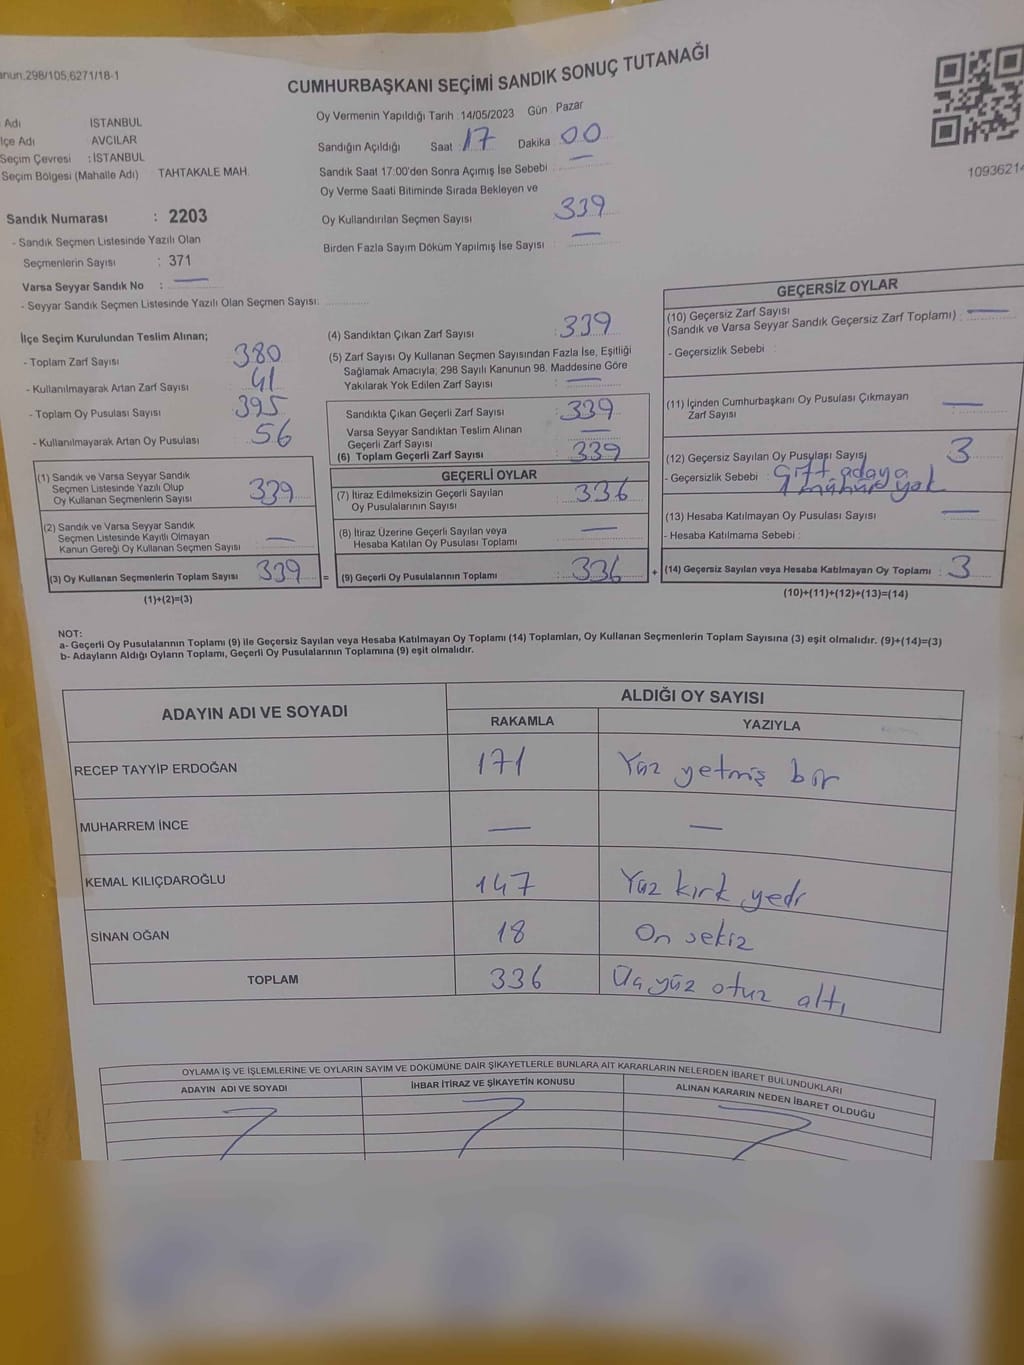 anun.298/105,6271/18-1
CUMHURBAŞKANI SEÇİMİ SANDIK SONUÇ TUTANAĞI
Adı İSTANBUL
lçe Adı AVCILAR
Seçim Çevresi : İSTANBUL
Seçim Bölgesi (Mahalle Adı) TAHTAKALE MAH.
Sandık Numarası : 2203
- Sandık Seçmen Listesinde Yazılı Olan
Seçmenlerin Sayısı : 371
Varsa Seyyar Sandık No : —
- Seyyar Sandık Seçmen Listesinde Yazılı Olan Seçmen Sayısı:
Oy Vermenin Yapıldığı Tarih : 14/05/2023 Gün : Pazar
Sandığın Açıldığı Saat : 17 Dakika : 00
Sandık Saat 17:00'den Sonra Açımış İse Sebebi : —
Oy Verme Saati Bitiminde Sırada Bekleyen ve
Oy Kullandırılan Seçmen Sayısı 339
Birden Fazla Sayım Döküm Yapılmış İse Sayısı : —
10936214
İlçe Seçim Kurulundan Teslim Alınan;
- Toplam Zarf Sayısı 380
- Kullanılmayarak Artan Zarf Sayısı 41
- Toplam Oy Pusulası Sayısı 395
- Kullanılmayarak Artan Oy Pusulası : 56
(1) Sandık ve Varsa Seyyar Sandık
Seçmen Listesinde Yazılı Olup
Oy Kullanan Seçmenlerin Sayısı 339
(2) Sandık ve Varsa Seyyar Sandık
Seçmen Listesinde Kayıtlı Olmayan
Kanun Gereği Oy Kullanan Seçmen Sayısı —
(3) Oy Kullanan Seçmenlerin Toplam Sayısı 339 =
(1)+(2)=(3)
(4) Sandıktan Çıkan Zarf Sayısı : 339
(5) Zarf Sayısı Oy Kullanan Seçmen Sayısından Fazla İse, Eşitliği
Sağlamak Amacıyla; 298 Sayılı Kanunun 98. Maddesine Göre
Yakılarak Yok Edilen Zarf Sayısı : —
Sandıkta Çıkan Geçerli Zarf Sayısı : 339
Varsa Seyyar Sandıktan Teslim Alınan
Geçerli Zarf Sayısı —
(6) Toplam Geçerli Zarf Sayısı 339
GEÇERLİ OYLAR
(7) İtiraz Edilmeksizin Geçerli Sayılan
Oy Pusulalarının Sayısı : 336
(8) İtiraz Üzerine Geçerli Sayılan veya
Hesaba Katılan Oy Pusulası Toplamı : —
(9) Geçerli Oy Pusulalarının Toplamı : 336 +
GEÇERSİZ OYLAR
(10) Geçersiz Zarf Sayısı
(Sandık ve Varsa Seyyar Sandık Geçersiz Zarf Toplamı) : —
- Geçersizlik Sebebi :
(11) İçinden Cumhurbaşkanı Oy Pusulası Çıkmayan
Zarf Sayısı —
(12) Geçersiz Sayılan Oy Pusulası Sayısı 3
- Geçersizlik Sebebi : Çift adaya
mühür yok
(13) Hesaba Katılmayan Oy Pusulası Sayısı —
- Hesaba Katılmama Sebebi :
(14) Geçersiz Sayılan veya Hesaba Katılmayan Oy Toplamı : 3
(10)+(11)+(12)+(13)=(14)
NOT:
a- Geçerli Oy Pusulalarının Toplamı (9) ile Geçersiz Sayılan veya Hesaba Katılmayan Oy Toplamı (14) Toplamları, Oy Kullanan Seçmenlerin Toplam Sayısına (3) eşit olmalıdır. (9)+(14)=(3)
b- Adayların Aldığı Oyların Toplamı, Geçerli Oy Pusulalarının Toplamına (9) eşit olmalıdır.
ADAYIN ADI VE SOYADI ALDIĞI OY SAYISI
RAKAMLA YAZIYLA
RECEP TAYYİP ERDOĞAN 171 Yüz yetmiş bir
MUHARREM İNCE — —
KEMAL KILIÇDAROĞLU 147 Yüz kırk yedi
SİNAN OĞAN 18 On sekiz
TOPLAM 336 Üçyüz otuz altı
OYLAMA İŞ VE İŞLEMLERİNE VE OYLARIN SAYIM VE DÖKÜMÜNE DAİR ŞİKAYETLERLE BUNLARA AİT KARARLARIN NELERDEN İBARET BULUNDUKLARI
ADAYIN ADI VE SOYADI İHBAR İTİRAZ VE ŞİKAYETİN KONUSU ALINAN KARARIN NEDEN İBARET OLDUĞU